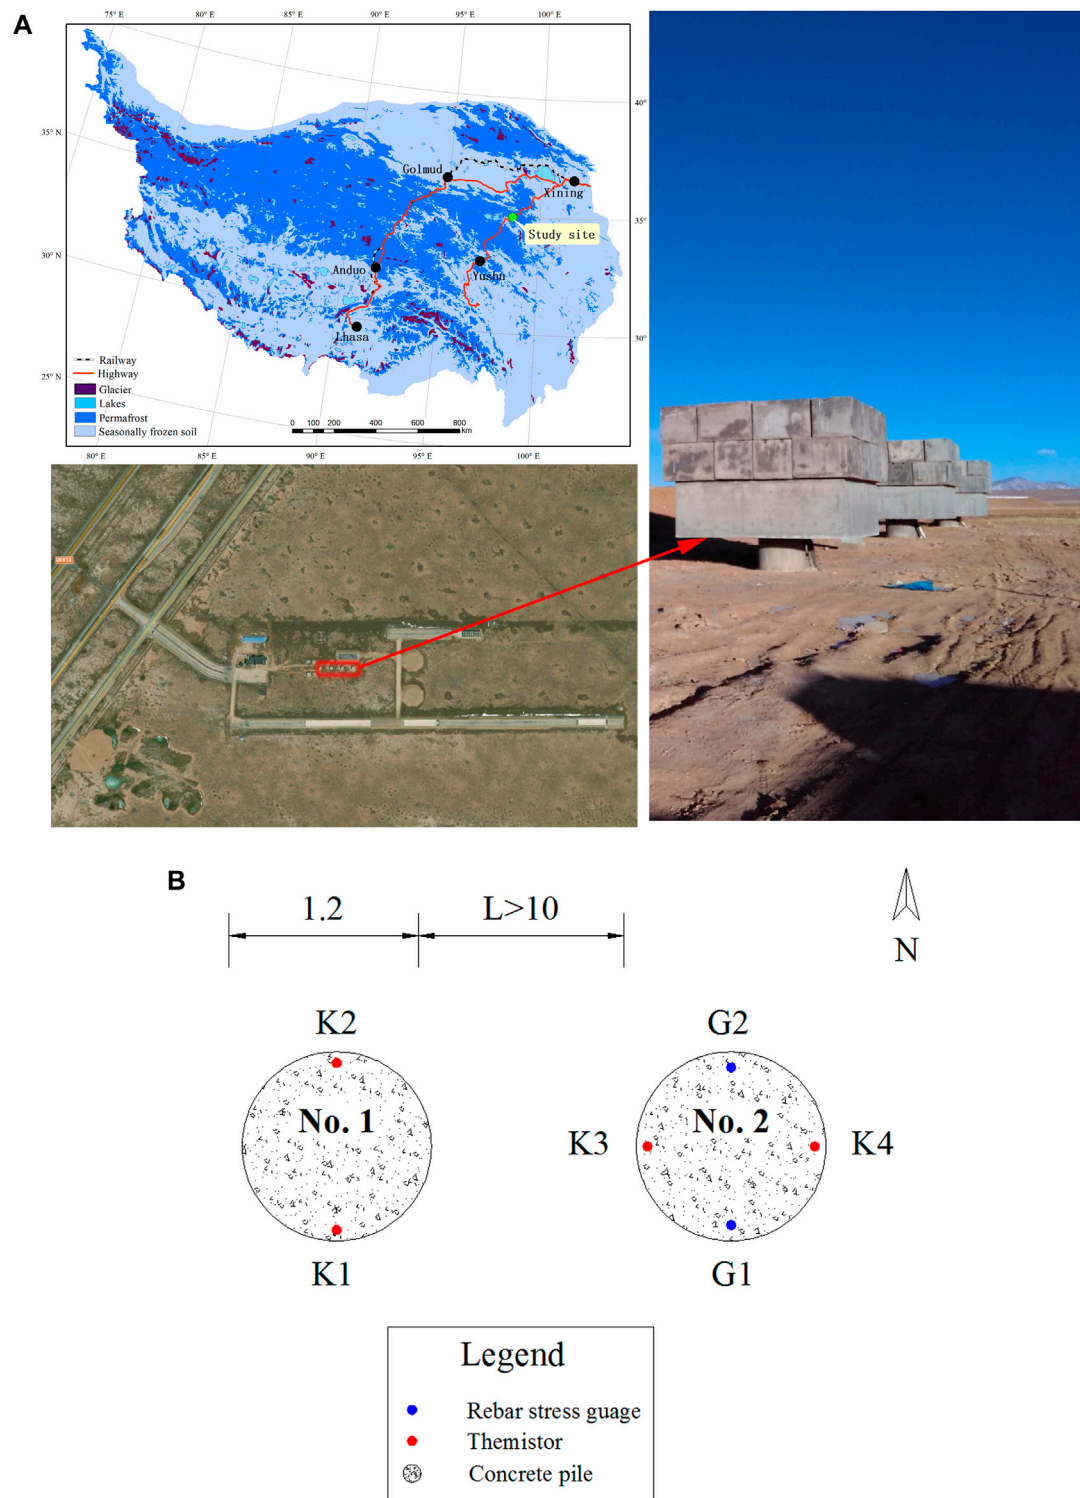 A
75° E 80° E 85° E 90° E 95° E 100° E
40°
35° N
Golmud
Xining
35°
Study site
30° N
Anduo
Yushu
30°
Lhasa
Railway
Highway
25° N
Glacier
Lakes
Permafrost
Seasonally frozen soil
0 100 200 400 600 800
km
80° E 85° E 90° E 95° E 100° E
B
1.2 L>10
N
K2 G2
No. 1 No. 2
K3 K4
K1 G1
Legend
Rebar stress guage
Themistor
Concrete pile